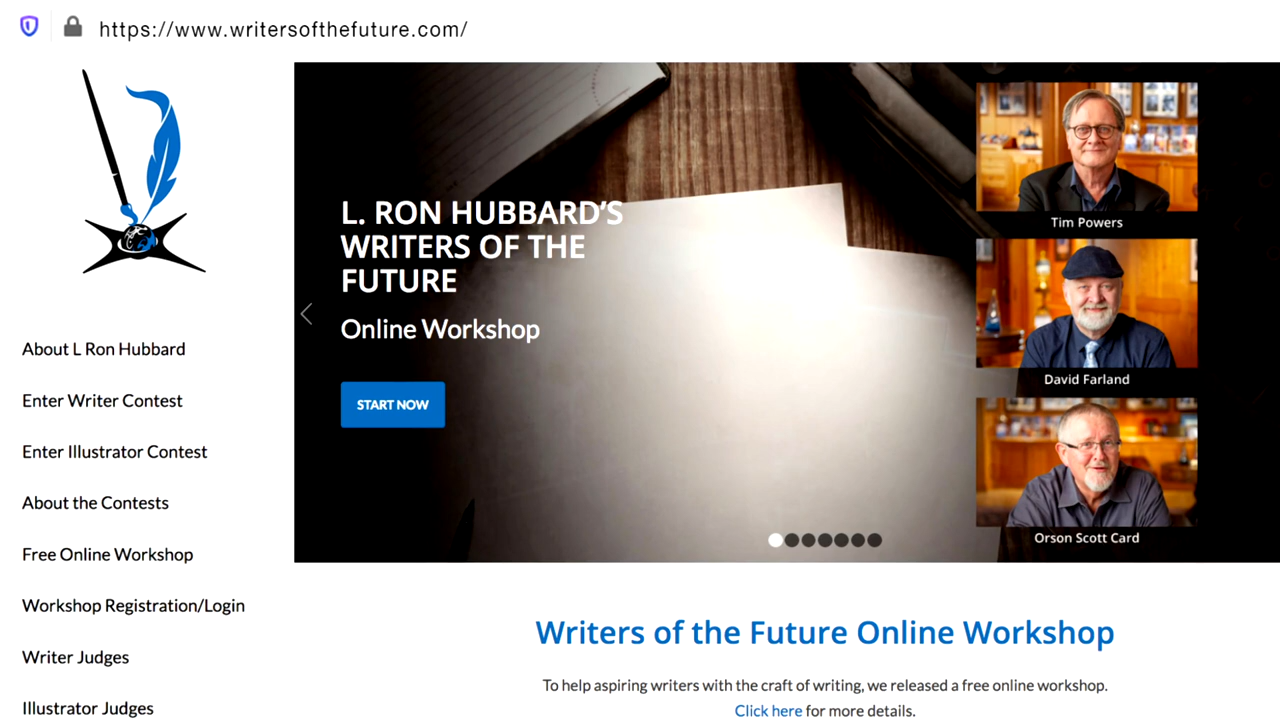 https://www.writersofthefuture.com/
About L Ron Hubbard
Enter Writer Contest
Enter Illustrator Contest
About the Contests
Free Online Workshop
Workshop Registration/Login
Writer Judges
Illustrator Judges
L. RON HUBBARD'S
WRITERS OF THE
FUTURE
Online Workshop
START NOW
Tim Powers
David Farland
Orson Scott Card
Writers of the Future Online Workshop
To help aspiring writers with the craft of writing, we released a free online workshop.
Click here for more details.